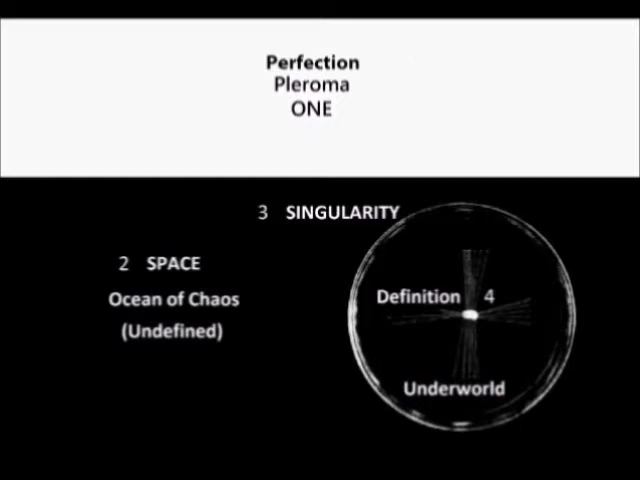 Perfection
Pleroma
ONE
3 SINGULARITY
2 SPACE
Ocean of Chaos
(Undefined)
Definition 4
Underworld